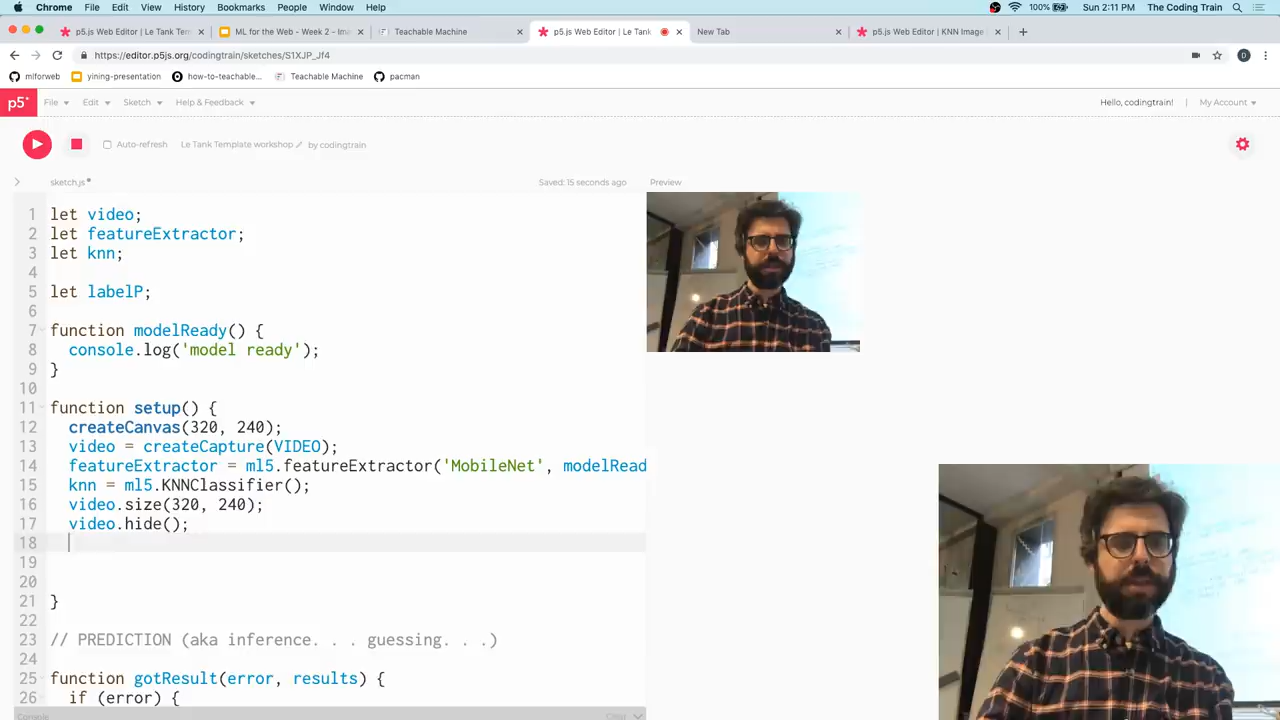 Chrome File Edit View History Bookmarks People Window Help 100% Sun 2:11 PM The Coding Train
p5.js Web Editor | Le Tank Tem ML for the Web - Week 2 - Ima Teachable Machine p5.js Web Editor | Le Tan New Tab p5.js Web Editor | KNN Image
https://editor.p5js.org/codingtrain/sketches/S1XJP_Jf4
mlforweb yining-presentation how-to-teachable... Teachable Machine pacman
p5* File Edit Sketch Help & Feedback Hello, codingtrain! | My Account
Auto-refresh Le Tank Template workshop by codingtrain
sketch.js Saved: 15 seconds ago Preview
1 let video;
2 let featureExtractor;
3 let knn;
4
5 let labelP;
6
7 function modelReady() {
8 console.log('model ready');
9 }
10
11 function setup() {
12 createCanvas(320, 240);
13 video = createCapture(VIDEO);
14 featureExtractor = ml5.featureExtractor('MobileNet', modelRead
15 knn = ml5.KNNClassifier();
16 video.size(320, 240);
17 video.hide();
18
19
20
21 }
22
23 // PREDICTION (aka inference. . . guessing. . .)
24
25 function gotResult(error, results) {
26 if (error) {
Console Clear